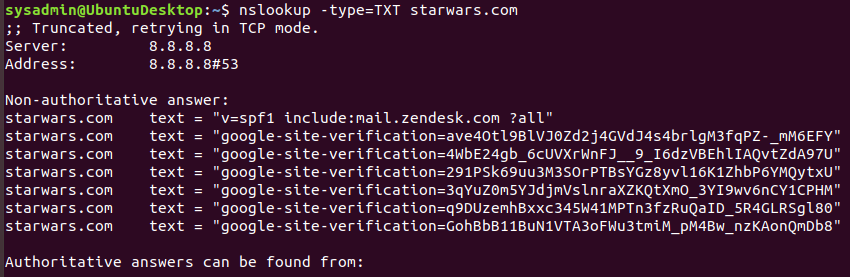 sysadmin@UbuntuDesktop:~$ nslookup -type=TXT starwars.com
;; Truncated, retrying in TCP mode.
Server: 8.8.8.8
Address: 8.8.8.8#53
Non-authoritative answer:
starwars.com text = "v=spf1 include:mail.zendesk.com ?all"
starwars.com text = "google-site-verification=ave4Otl9BlVJ0Zd2j4GVdJ4s4brlgM3fqPZ-_mM6EFY"
starwars.com text = "google-site-verification=4WbE24gb_6cUVXrWnFJ__9_I6dzVBEhlIAQvtZdA97U"
starwars.com text = "google-site-verification=291PSk69uu3M3SOrPTBsYGz8yvl16K1ZhbP6YMQytxU"
starwars.com text = "google-site-verification=3qYuZ0m5YJdjmVslnraXZKQtXmO_3YI9wv6nCY1CPHM"
starwars.com text = "google-site-verification=q9DUzemhBxxc345W41MPTn3fzRuQaID_5R4GLRSgl80"
starwars.com text = "google-site-verification=GohBbB11BuN1VTA3oFWu3tmiM_pM4Bw_nzKAonQmDb8"
Authoritative answers can be found from: